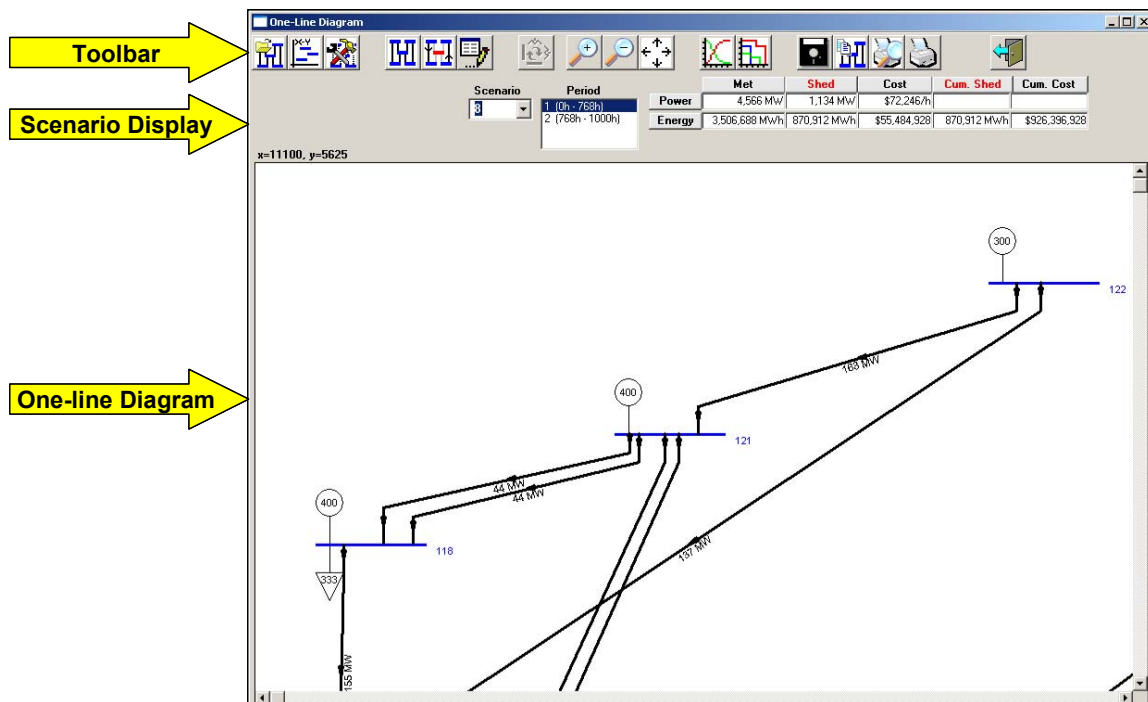 One-Line Diagram
Toolbar
X-Y
Scenario Display
Scenario
8
Period
1 (0h - 768h)
2 (768h - 1000h)
Met Shed Cost Cum. Shed Cum. Cost
Power 4,566 MW 1,134 MW $72,246/h
Energy 3,506,688 MWh 870,912 MWh $55,484,928 870,912 MWh $926,396,928
x=11100, y=5625
One-line Diagram
300
122
163 MW
400
121
44 MW
44 MW
400
118
137 MW
333
155 MW